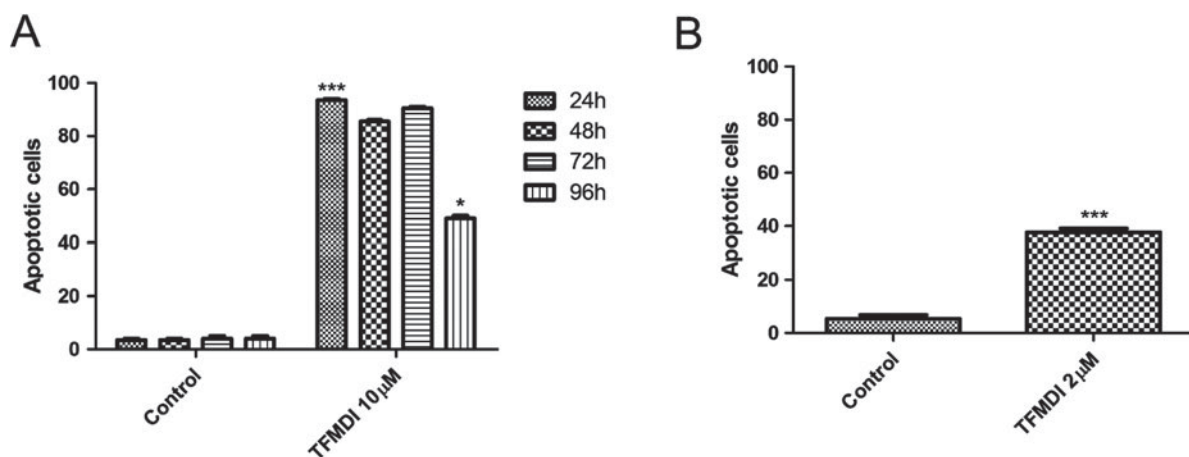 A
Apoptotic cells
100
80
60
40
20
0
***
*
Control
TFMDI 10μM
24h
48h
72h
96h
B
Apoptotic cells
100
80
60
40
20
0
***
Control
TFMDI 2μM